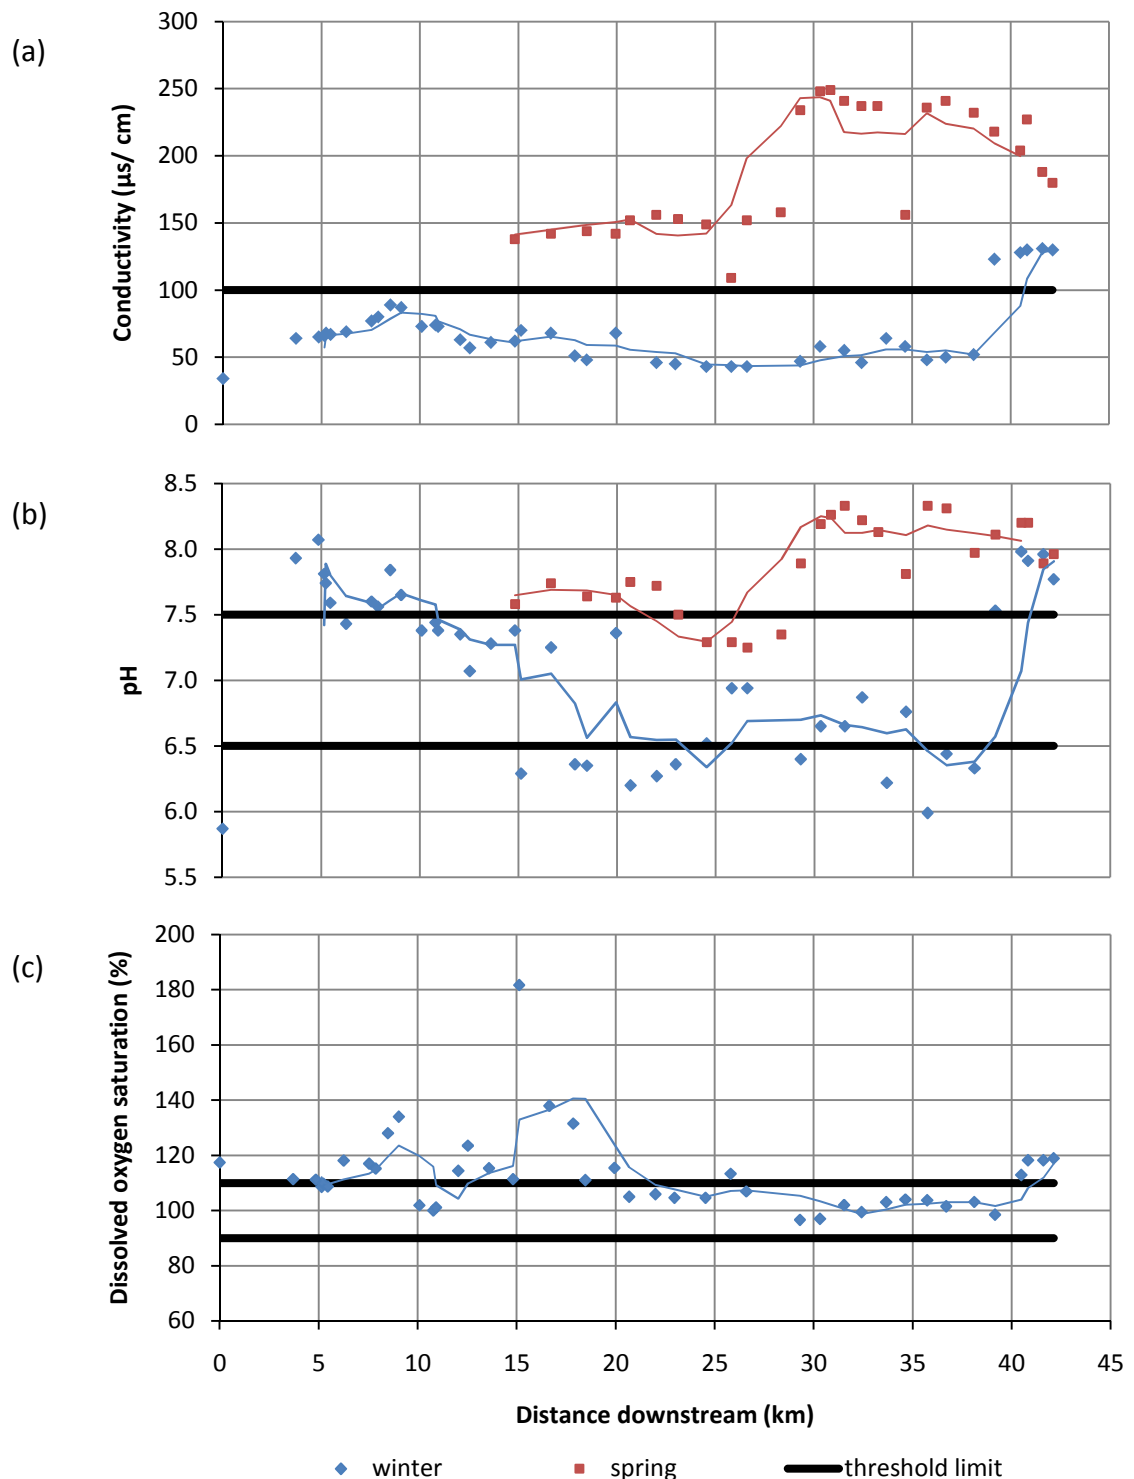 (a)
Conductivity (µs/ cm)
300
250
200
150
100
50
0
(b)
pH
8.5
8.0
7.5
7.0
6.5
6.0
5.5
(c)
Dissolved oxygen saturation (%)
200
180
160
140
120
100
80
60
0 5 10 15 20 25 30 35 40 45
Distance downstream (km)
winter spring threshold limit